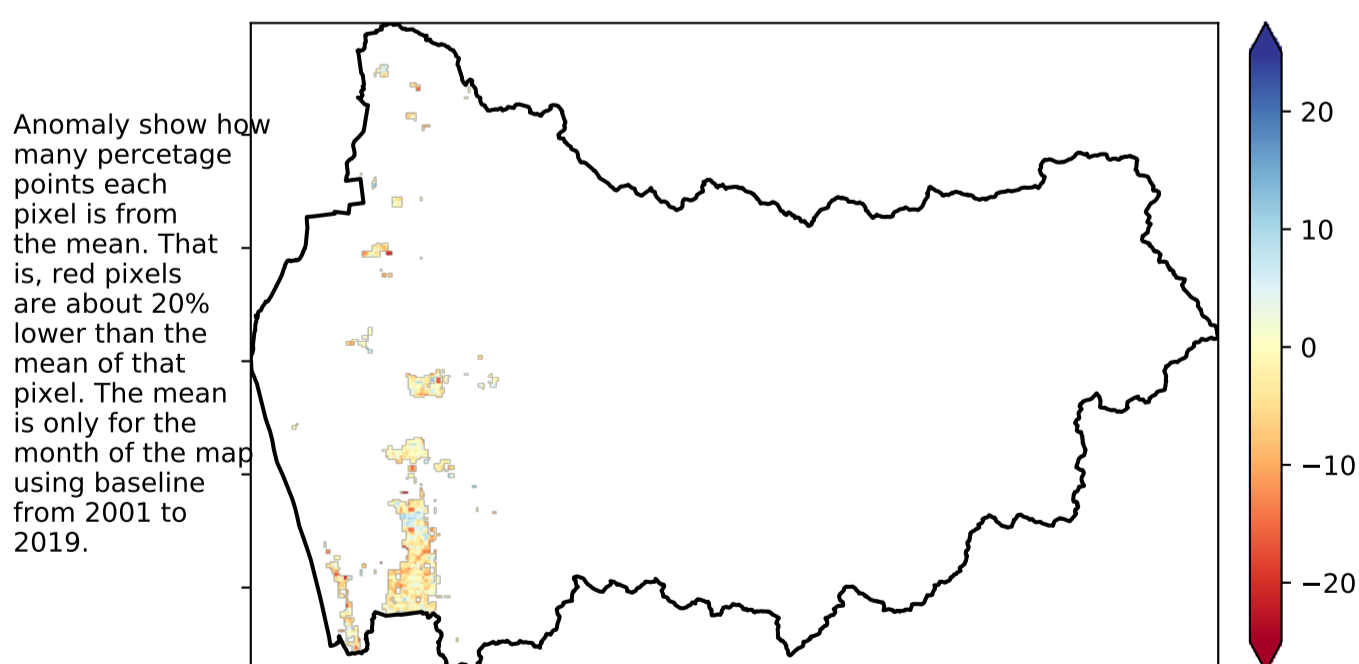 Anomaly show how
many percetage
points each
pixel is from
the mean. That
is, red pixels
are about 20%
lower than the
mean of that
pixel. The mean
is only for the
month of the map
using baseline
from 2001 to
2019.
20
10
0
−10
−20